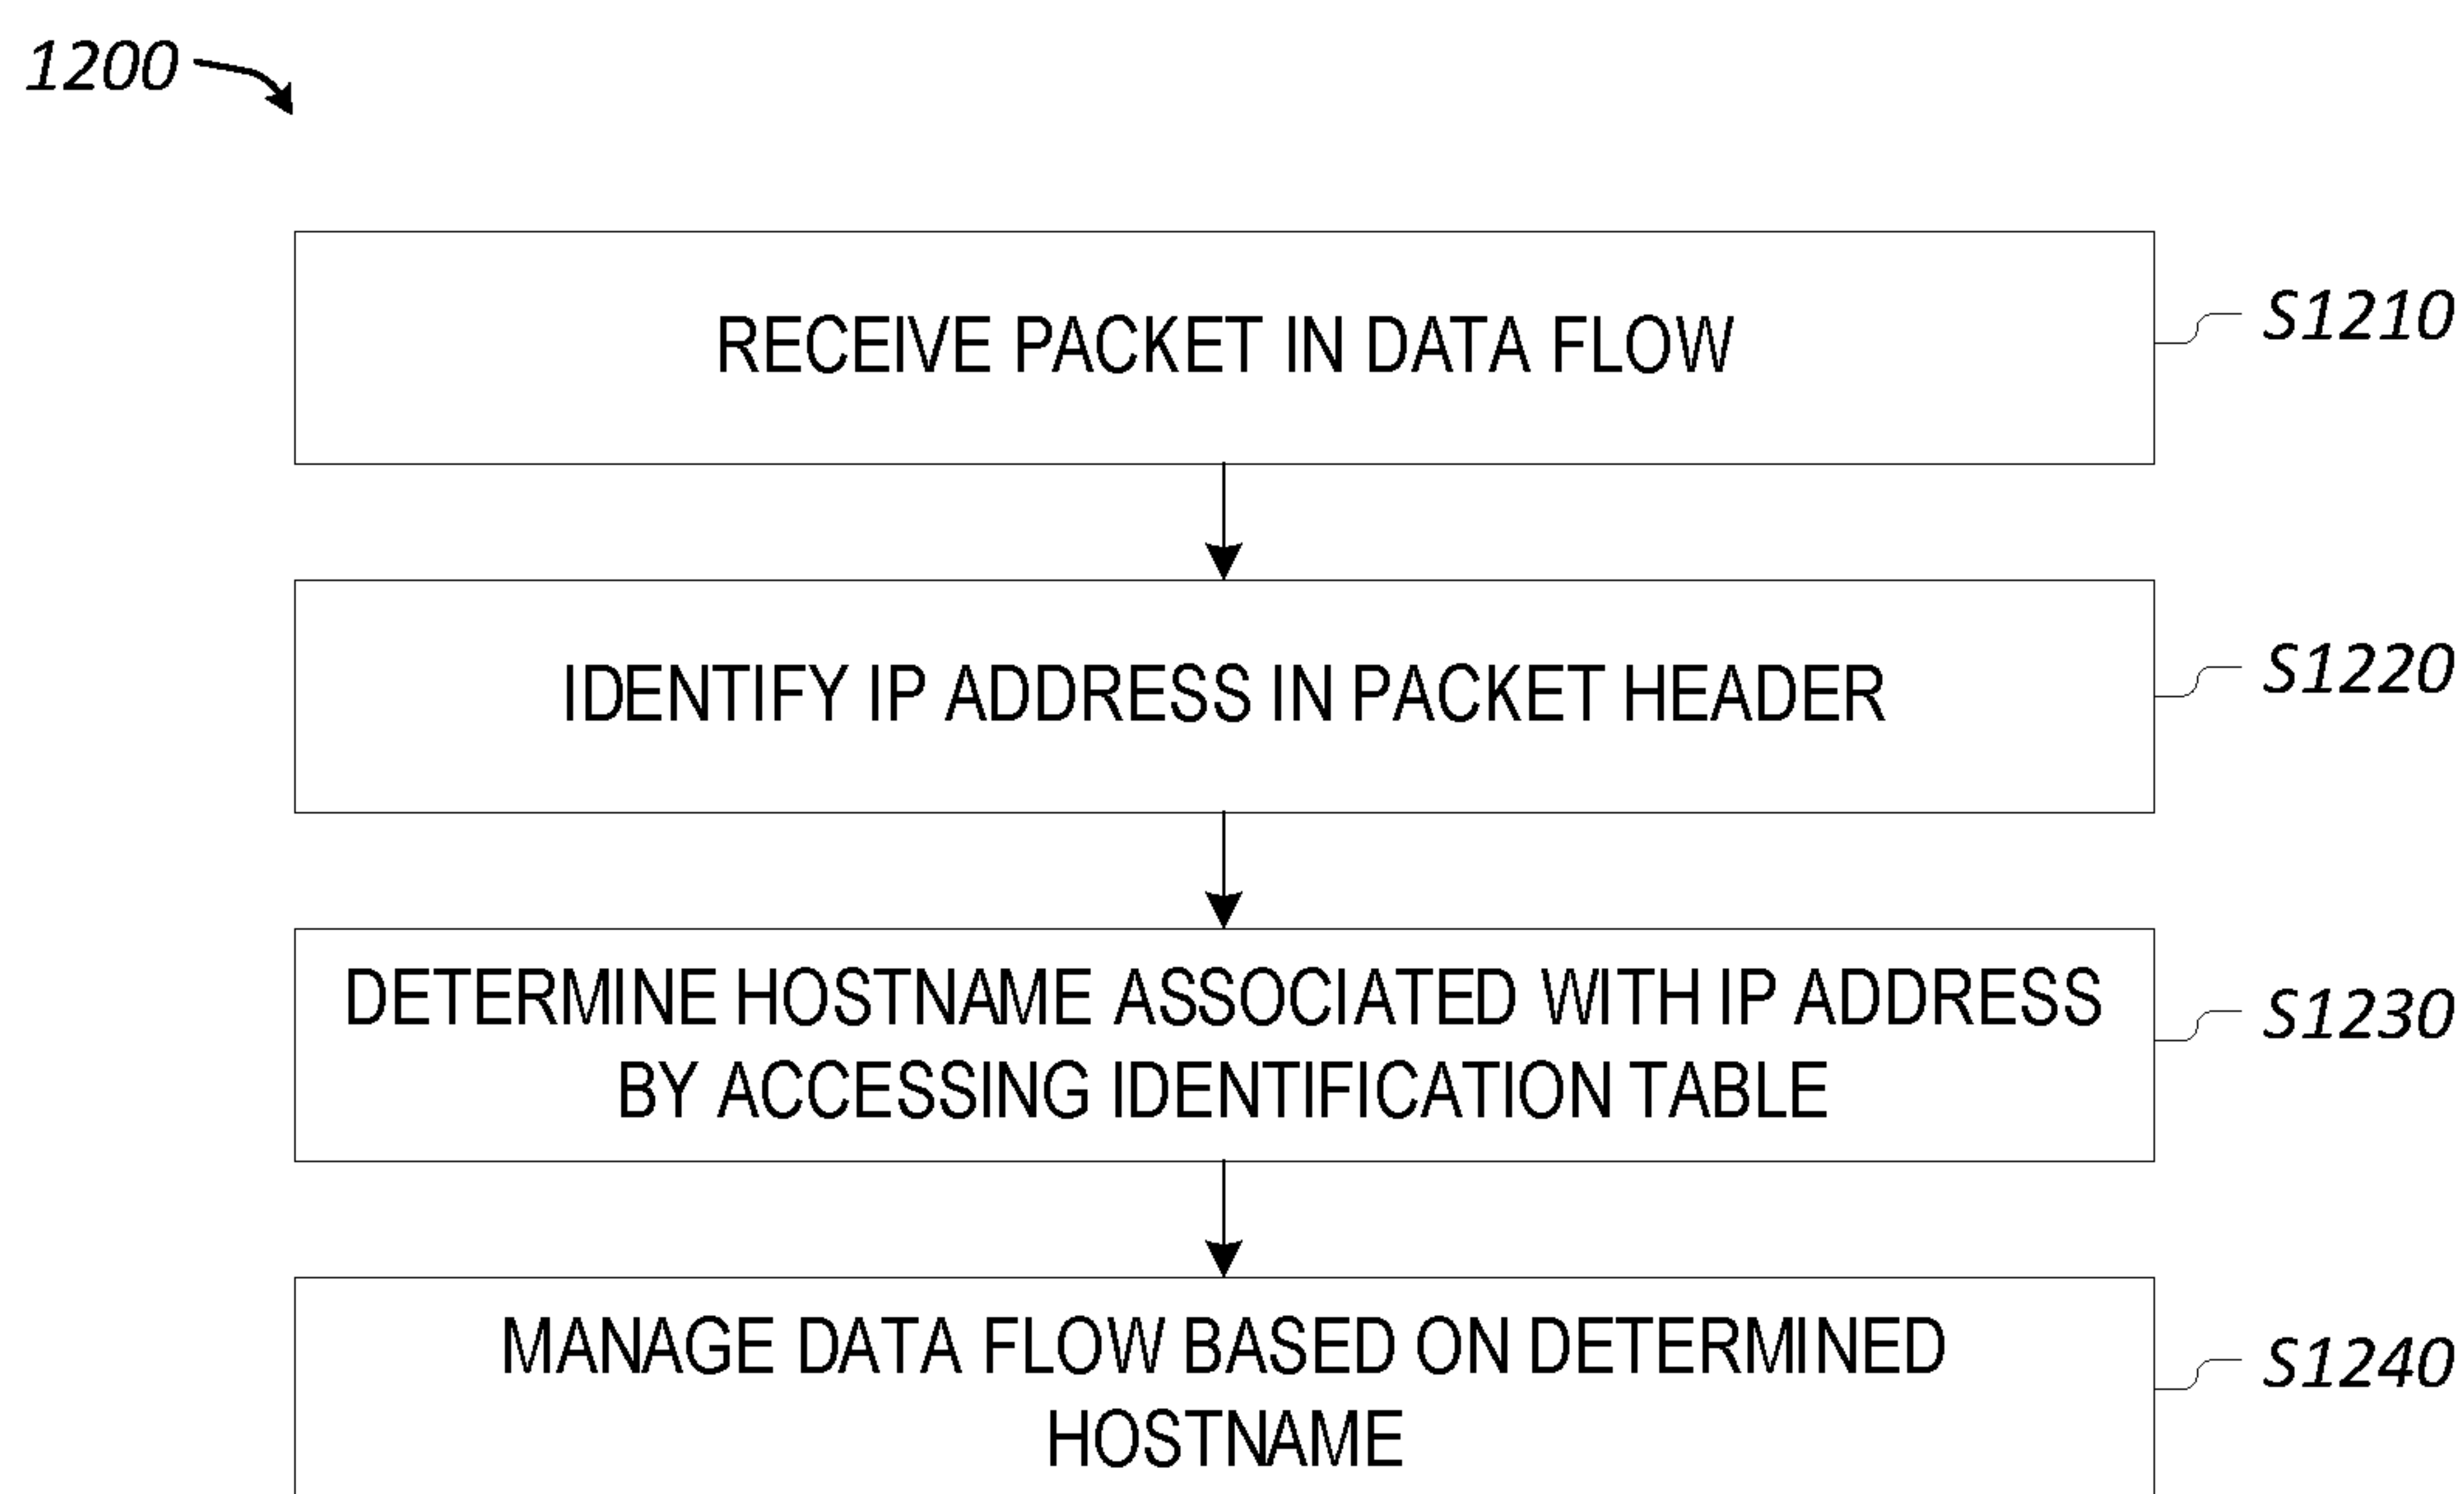 1200
RECEIVE PACKET IN DATA FLOW
S1210
IDENTIFY IP ADDRESS IN PACKET HEADER
S1220
DETERMINE HOSTNAME ASSOCIATED WITH IP ADDRESS
BY ACCESSING IDENTIFICATION TABLE
S1230
MANAGE DATA FLOW BASED ON DETERMINED
HOSTNAME
S1240